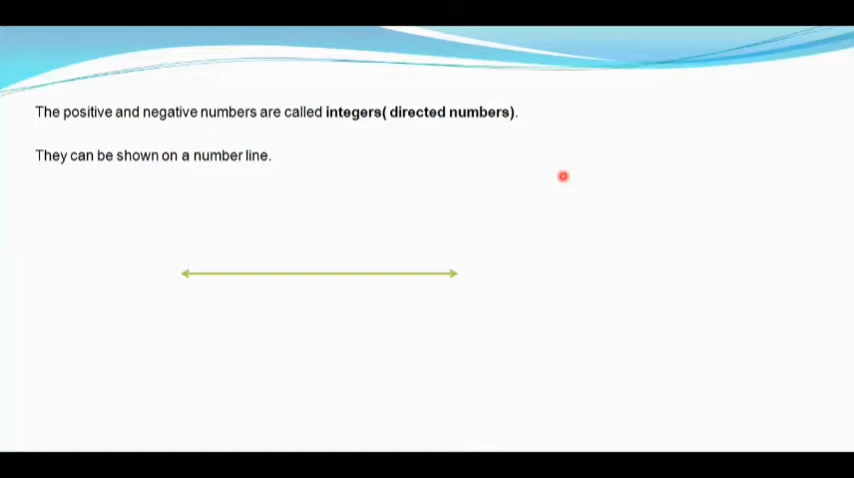 The positive and negative numbers are called integers( directed numbers).
They can be shown on a number line.